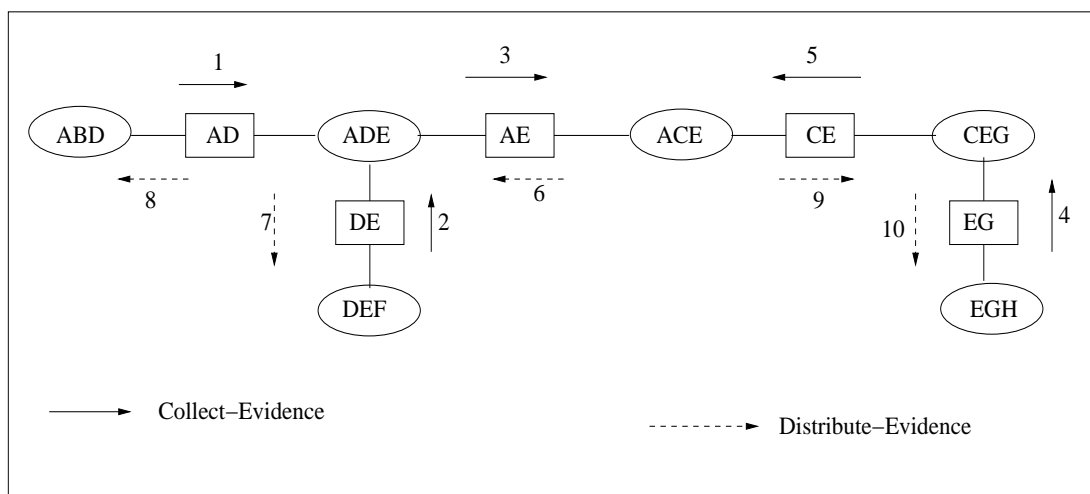 1
3
5
ABD
AD
ADE
AE
ACE
CE
CEG
8
6
9
7
DE
2
10
EG
4
DEF
EGH
Collect−Evidence
Distribute−Evidence